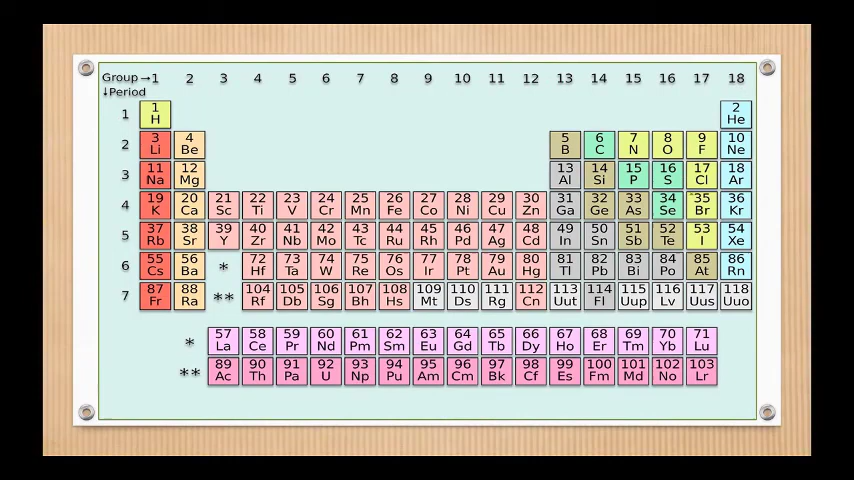 Group→ 1 2 3 4 5 6 7 8 9 10 11 12 13 14 15 16 17 18
↓Period
1 1 H 2 He
2 3 Li 4 Be 5 B 6 C 7 N 8 O 9 F 10 Ne
3 11 Na 12 Mg 13 Al 14 Si 15 P 16 S 17 Cl 18 Ar
4 19 K 20 Ca 21 Sc 22 Ti 23 V 24 Cr 25 Mn 26 Fe 27 Co 28 Ni 29 Cu 30 Zn 31 Ga 32 Ge 33 As 34 Se 35 Br 36 Kr
5 37 Rb 38 Sr 39 Y 40 Zr 41 Nb 42 Mo 43 Tc 44 Ru 45 Rh 46 Pd 47 Ag 48 Cd 49 In 50 Sn 51 Sb 52 Te 53 I 54 Xe
6 55 Cs 56 Ba * 72 Hf 73 Ta 74 W 75 Re 76 Os 77 Ir 78 Pt 79 Au 80 Hg 81 Tl 82 Pb 83 Bi 84 Po 85 At 86 Rn
7 87 Fr 88 Ra ** 104 Rf 105 Db 106 Sg 107 Bh 108 Hs 109 Mt 110 Ds 111 Rg 112 Cn 113 Uut 114 Fl 115 Uup 116 Lv 117 Uus 118 Uuo
* 57 La 58 Ce 59 Pr 60 Nd 61 Pm 62 Sm 63 Eu 64 Gd 65 Tb 66 Dy 67 Ho 68 Er 69 Tm 70 Yb 71 Lu
** 89 Ac 90 Th 91 Pa 92 U 93 Np 94 Pu 95 Am 96 Cm 97 Bk 98 Cf 99 Es 100 Fm 101 Md 102 No 103 Lr